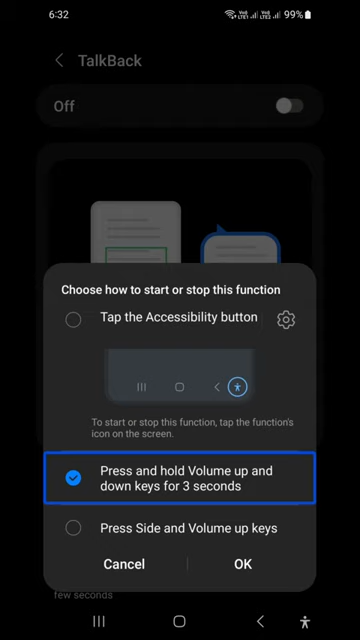 6:32
99%
TalkBack
Off
Choose how to start or stop this function
Tap the Accessibility button
To start or stop this function, tap the function's
icon on the screen.
Press and hold Volume up and
down keys for 3 seconds
Press Side and Volume up keys
Cancel
OK
few seconds